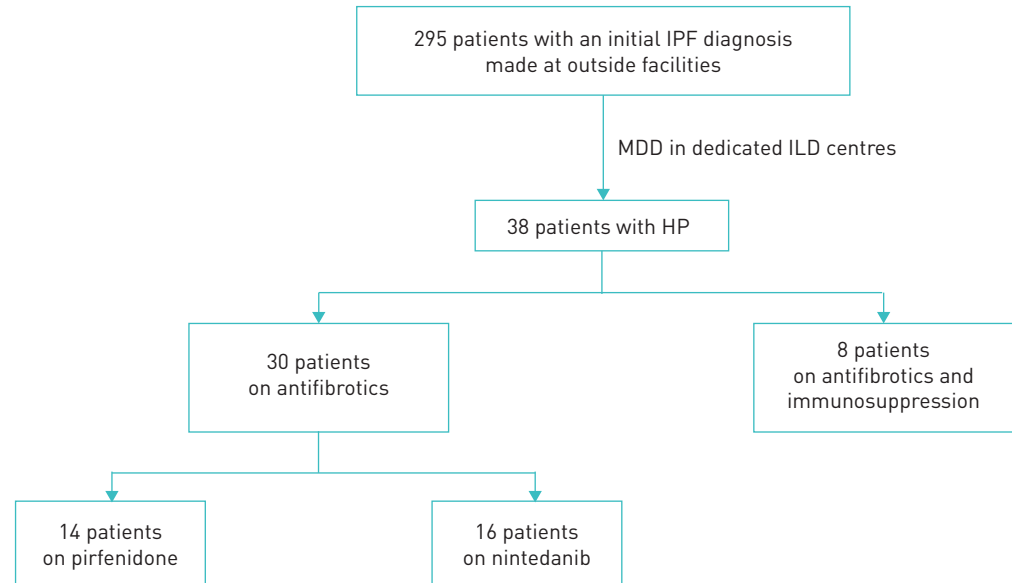 295 patients with an initial IPF diagnosis
made at outside facilities
MDD in dedicated ILD centres
38 patients with HP
30 patients
on antifibrotics
8 patients
on antifibrotics and
immunosuppression
14 patients
on pirfenidone
16 patients
on nintedanib